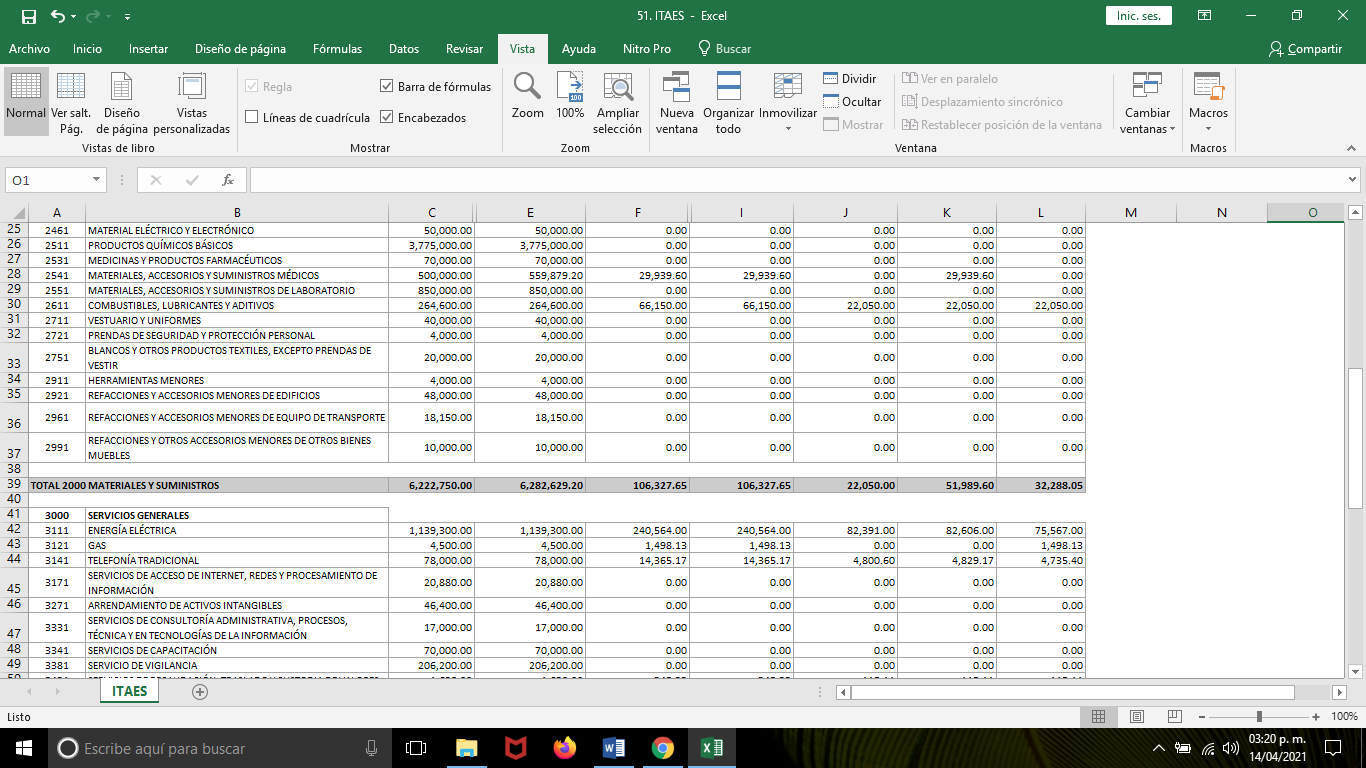 51. ITAES - Excel
Inic. ses.
Archivo Inicio Insertar Diseño de página Fórmulas Datos Revisar Vista Ayuda Nitro Pro Buscar Compartir
Normal Ver salt. Pág. Diseño de página Vistas personalizadas
Vistas de libro
Regla Barra de fórmulas
Líneas de cuadrícula Encabezados
Mostrar
Zoom 100% Ampliar selección
Zoom
Nueva ventana Organizar todo Inmovilizar
Dividir
Ocultar
Mostrar
Ver en paralelo
Desplazamiento sincrónico
Restablecer posición de la ventana
Cambiar ventanas
Ventana
Macros
Macros
O1 fx
A B C E F I J K L M N O
25 2461 MATERIAL ELÉCTRICO Y ELECTRÓNICO 50,000.00 50,000.00 0.00 0.00 0.00 0.00 0.00
26 2511 PRODUCTOS QUÍMICOS BÁSICOS 3,775,000.00 3,775,000.00 0.00 0.00 0.00 0.00 0.00
27 2531 MEDICINAS Y PRODUCTOS FARMACÉUTICOS 70,000.00 70,000.00 0.00 0.00 0.00 0.00 0.00
28 2541 MATERIALES, ACCESORIOS Y SUMINISTROS MÉDICOS 500,000.00 559,879.20 29,939.60 29,939.60 0.00 29,939.60 0.00
29 2551 MATERIALES, ACCESORIOS Y SUMINISTROS DE LABORATORIO 850,000.00 850,000.00 0.00 0.00 0.00 0.00 0.00
30 2611 COMBUSTIBLES, LUBRICANTES Y ADITIVOS 264,600.00 264,600.00 66,150.00 66,150.00 22,050.00 22,050.00 22,050.00
31 2711 VESTUARIO Y UNIFORMES 40,000.00 40,000.00 0.00 0.00 0.00 0.00 0.00
32 2721 PRENDAS DE SEGURIDAD Y PROTECCIÓN PERSONAL 4,000.00 4,000.00 0.00 0.00 0.00 0.00 0.00
33 2751 BLANCOS Y OTROS PRODUCTOS TEXTILES, EXCEPTO PRENDAS DE
VESTIR 20,000.00 20,000.00 0.00 0.00 0.00 0.00 0.00
34 2911 HERRAMIENTAS MENORES 4,000.00 4,000.00 0.00 0.00 0.00 0.00 0.00
35 2921 REFACCIONES Y ACCESORIOS MENORES DE EDIFICIOS 48,000.00 48,000.00 0.00 0.00 0.00 0.00 0.00
36 2961 REFACCIONES Y ACCESORIOS MENORES DE EQUIPO DE TRANSPORTE 18,150.00 18,150.00 0.00 0.00 0.00 0.00 0.00
37 2991 REFACCIONES Y OTROS ACCESORIOS MENORES DE OTROS BIENES
MUEBLES 10,000.00 10,000.00 0.00 0.00 0.00 0.00 0.00
38
39 TOTAL 2000 MATERIALES Y SUMINISTROS 6,222,750.00 6,282,629.20 106,327.65 106,327.65 22,050.00 51,989.60 32,288.05
40
41 3000 SERVICIOS GENERALES
42 3111 ENERGÍA ELÉCTRICA 1,139,300.00 1,139,300.00 240,564.00 240,564.00 82,391.00 82,606.00 75,567.00
43 3121 GAS 4,500.00 4,500.00 1,498.13 1,498.13 0.00 0.00 1,498.13
44 3141 TELEFONÍA TRADICIONAL 78,000.00 78,000.00 14,365.17 14,365.17 4,800.60 4,829.17 4,735.40
45 3171 SERVICIOS DE ACCESO DE INTERNET, REDES Y PROCESAMIENTO DE
INFORMACIÓN 20,880.00 20,880.00 0.00 0.00 0.00 0.00 0.00
46 3271 ARRENDAMIENTO DE ACTIVOS INTANGIBLES 46,400.00 46,400.00 0.00 0.00 0.00 0.00 0.00
47 3331 SERVICIOS DE CONSULTORÍA ADMINISTRATIVA, PROCESOS,
TÉCNICA Y EN TECNOLOGÍAS DE LA INFORMACIÓN 17,000.00 17,000.00 0.00 0.00 0.00 0.00 0.00
48 3341 SERVICIOS DE CAPACITACIÓN 70,000.00 70,000.00 0.00 0.00 0.00 0.00 0.00
49 3381 SERVICIO DE VIGILANCIA 206,200.00 206,200.00 0.00 0.00 0.00 0.00 0.00
ITAES
Listo 100%
Escribe aquí para buscar
03:20 p. m.
14/04/2021